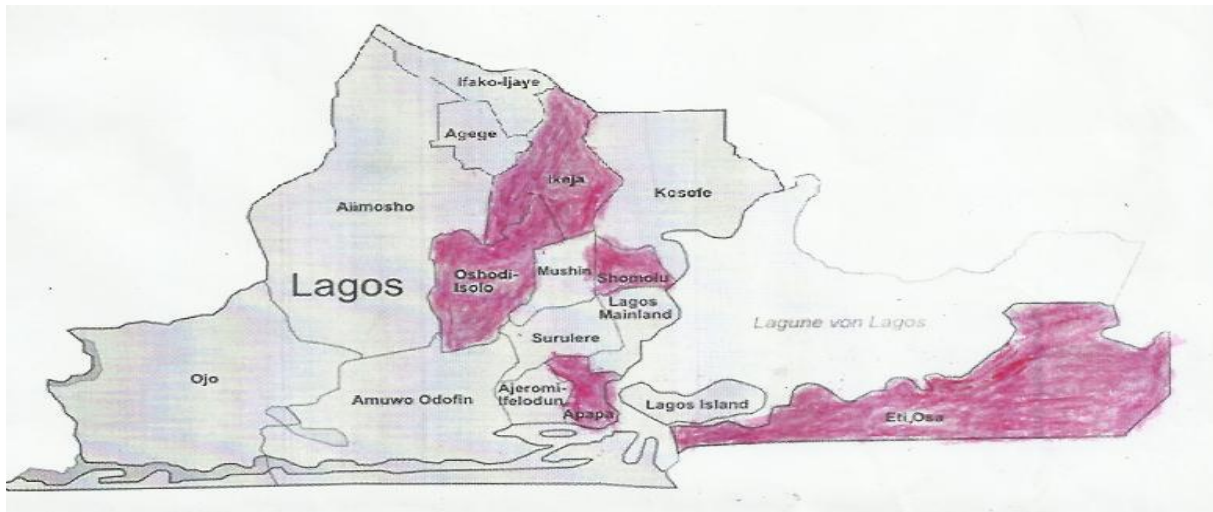 Ifako-Ijaye
Agege
Ikeja
Kosofe
Alimosho
Oshodi-
Isolo
Mushin
Shomolu
Lagos
Lagos
Mainland
Lagune von Lagos
Surulere
Ojo
Amuwo Odofin
Ajeromi-
Ifelodun
Apapa
Lagos Island
Eti,Osa